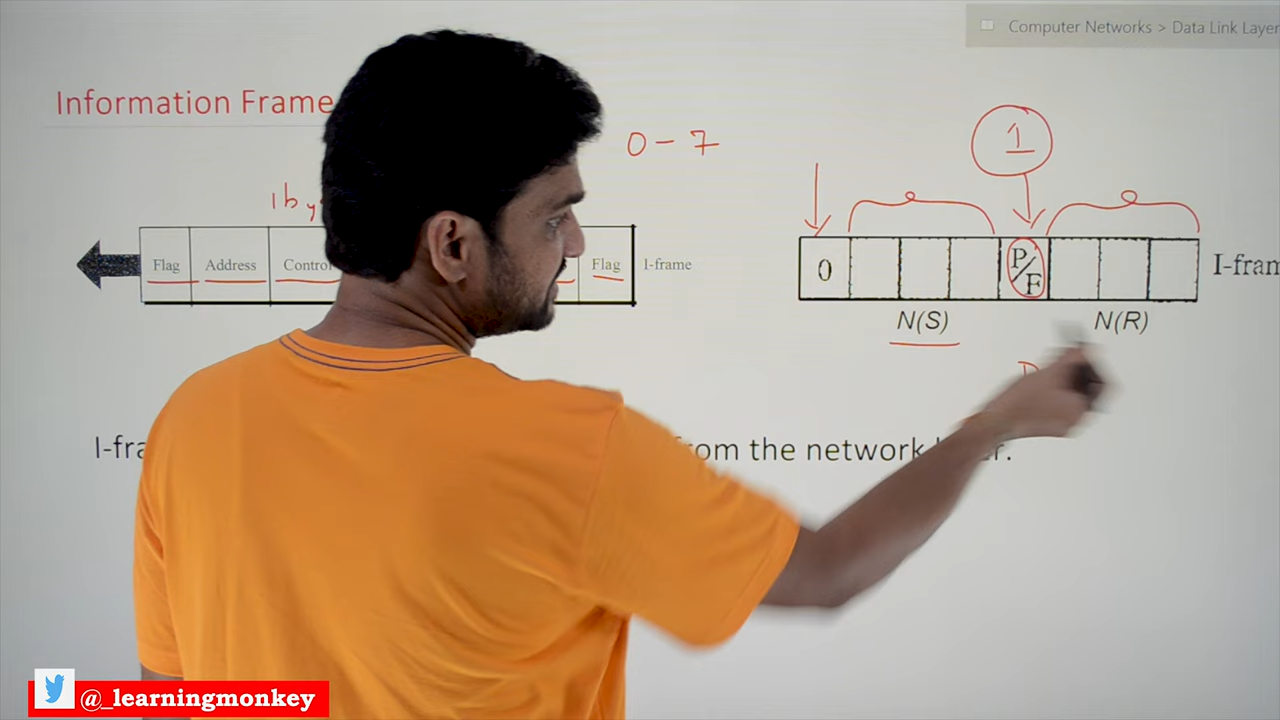 Computer Networks > Data Link Layer
Information Frame
0 - 7
1
1by
Flag Address Control Flag I-frame
0 P/F I-fram
N(S) N(R)
I-fra
from the network
@_learningmonkey